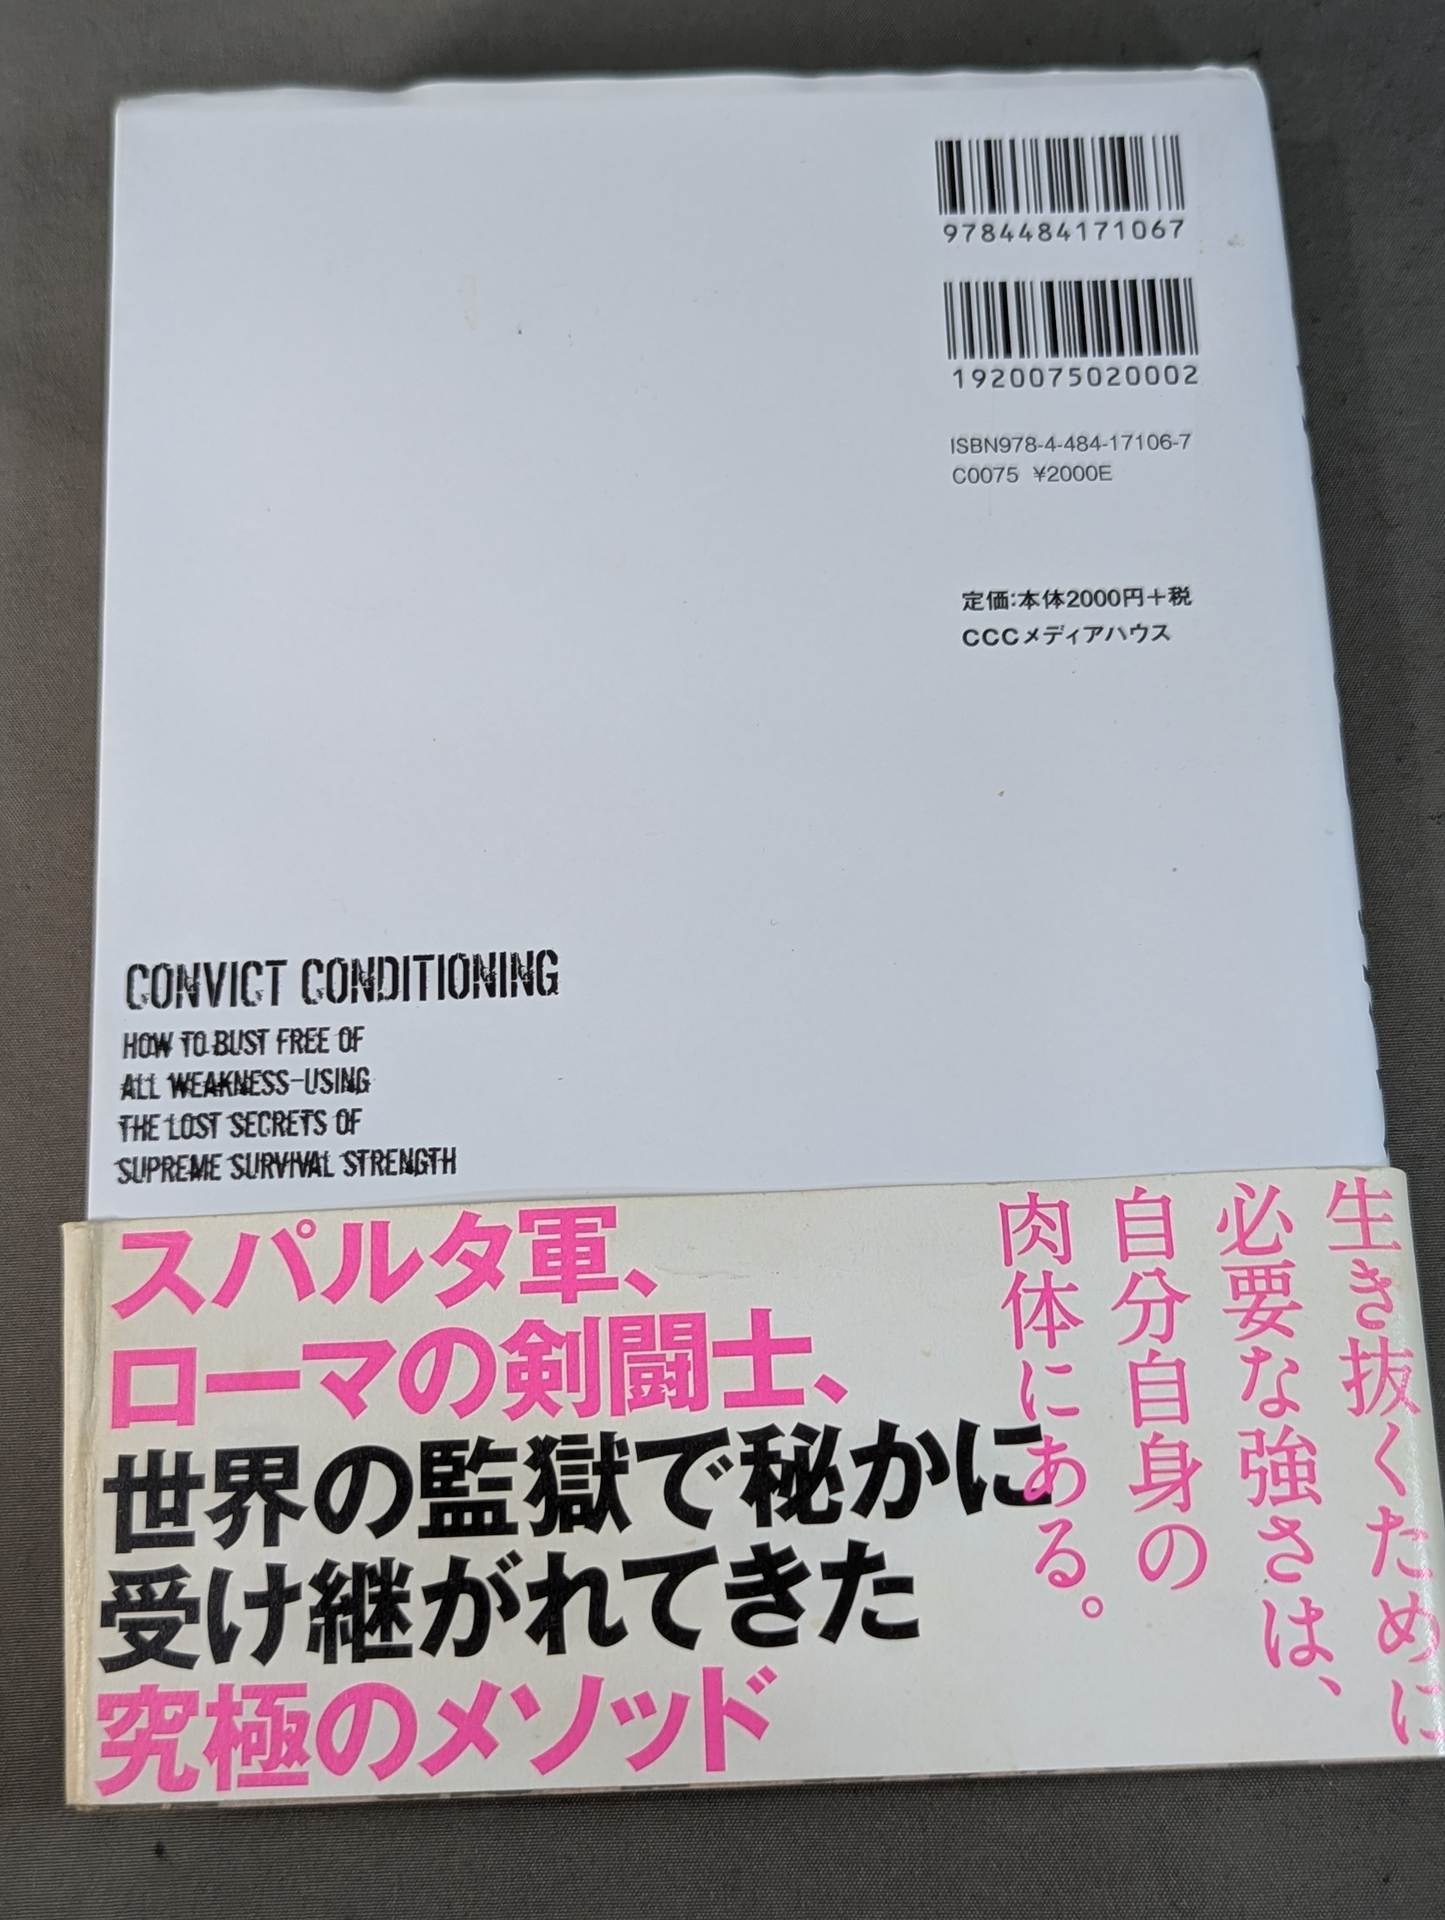 9784484171067
1920075020002
ISBN978-4-484-17106-7
C0075 ¥2000E
定価:本体2000円+税
CCCメディアハウス
CONVICT CONDITIONING
HOW TO BUST FREE OF
ALL WEAKNESS-USING
THE LOST SECRETS OF
SUPREME SURVIVAL STRENGTH
生き抜くために
必要な強さは、
自分自身の
肉体にある。
スパルタ軍、
ローマの剣闘士、
世界の監獄で秘かに
受け継がれてきた
究極のメソッド